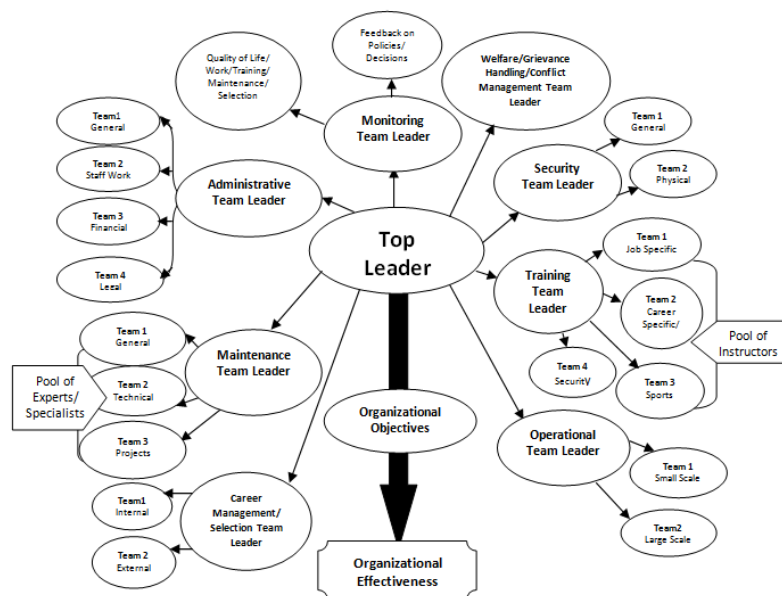 Feedback on
Policies/
Decisions
Quality of Life/
Work/Training/
Maintenance/
Selection
Welfare/Grievance
Handling/Conflict
Management Team
Leader
Monitoring
Team Leader
Team1
General
Team 2
Staff Work
Team 3
Financial
Team 4
Legal
Administrative
Team Leader
Security
Team Leader
Team 1
General
Team 2
Physical
Top
Leader
Training
Team
Leader
Team 1
Job Specific
Team 2
Career
Specific/
Team 3
Sports
Team 4
Security
Pool of
Instructors
Maintenance
Team Leader
Team 1
General
Team 2
Technical
Team 3
Projects
Pool of
Experts/
Specialists
Organizational
Objectives
Operational
Team Leader
Team 1
Small Scale
Team2
Large Scale
Career
Management/
Selection Team
Leader
Team1
Internal
Team 2
External
Organizational
Effectiveness